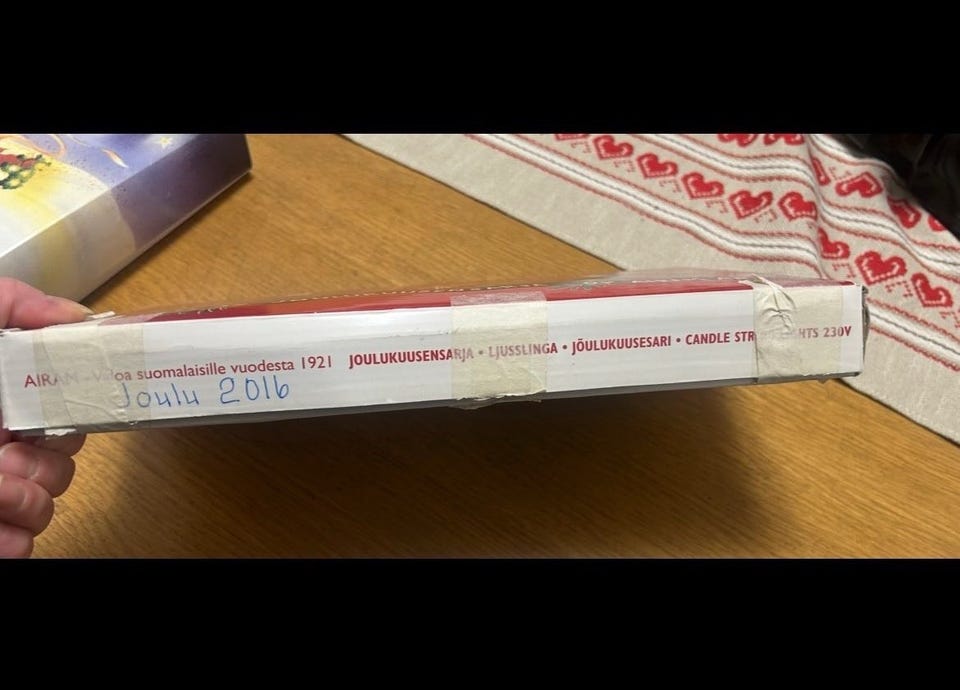 AIRAM suomalaisille vuodesta 1921 JOULUKUUSENSARJA • LJUSSLINGA • JÕULUKUUSESARI • CANDLE 230V
Joulu 2016